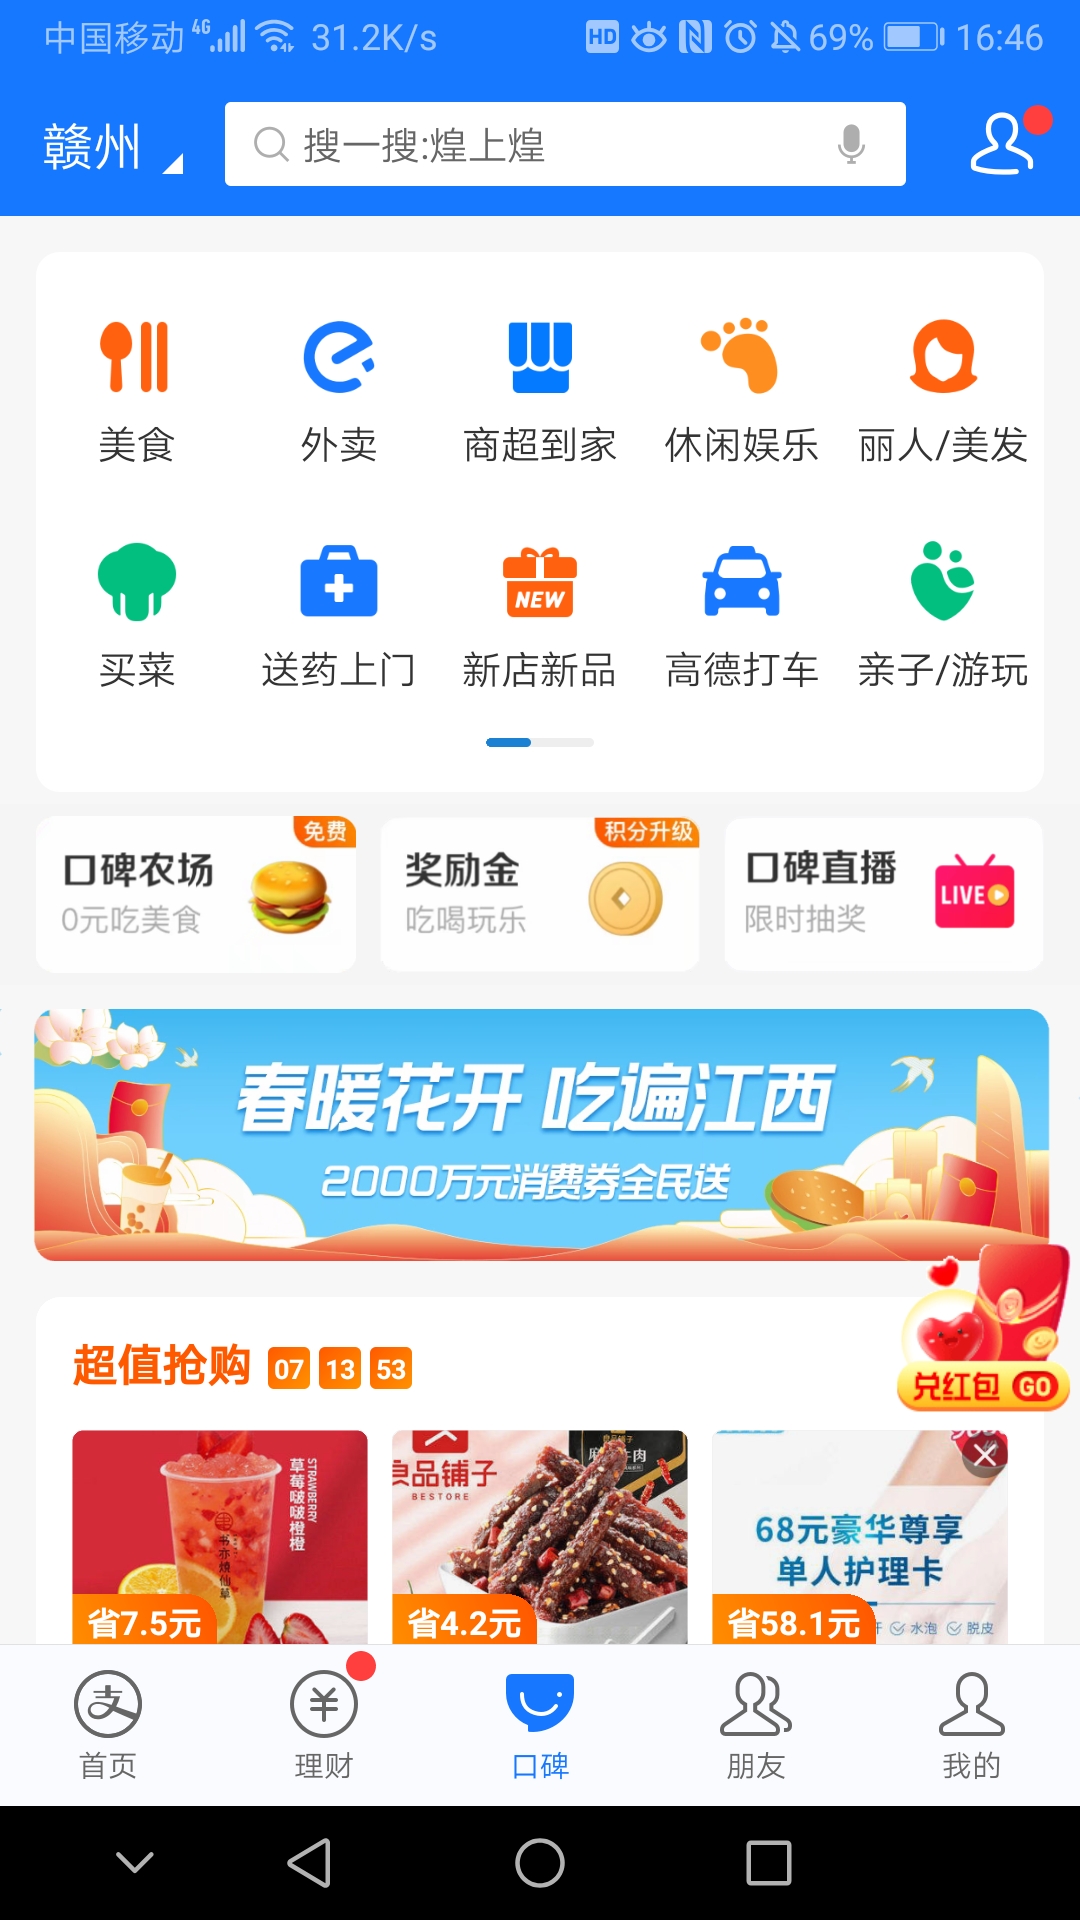 中国移动 4G 31.2K/s HD 69% 16:46
赣州 搜一搜:煌上煌
美食 外卖 商超到家 休闲娱乐 丽人/美发
NEW
买菜 送药上门 新店新品 高德打车 亲子/游玩
免费 积分升级
口碑农场 奖励金 口碑直播
LIVE
0元吃美食 吃喝玩乐 限时抽奖
春暖花开 吃遍江西
2000万元消费券全民送
超值抢购 07 13 53
兑红包 GO
STRAWBERRY
草莓啵啵橙橙
书亦烧仙草
良品铺子
BESTORE
68元豪华尊享
单人护理卡
水泡 脱皮
省7.5元 省4.2元 省58.1元
首页 理财 口碑 朋友 我的